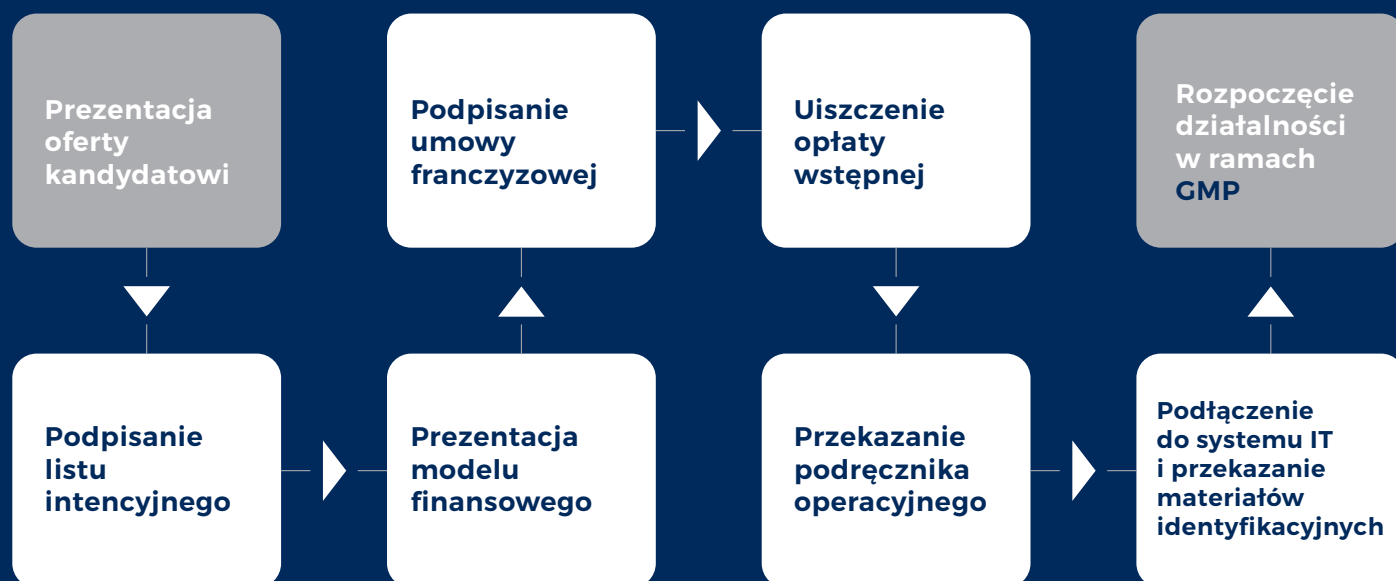 Prezentacja
oferty
kandydatowi
Podpisanie
listu
intencyjnego
Prezentacja
modelu
finansowego
Podpisanie
umowy
franczyzowej
Uiszczenie
opłaty
wstępnej
Przekazanie
podręcznika
operacyjnego
Podłączenie
do systemu IT
i przekazanie
materiałów
identyfikacyjnych
Rozpoczęcie
działalności
w ramach
GMP